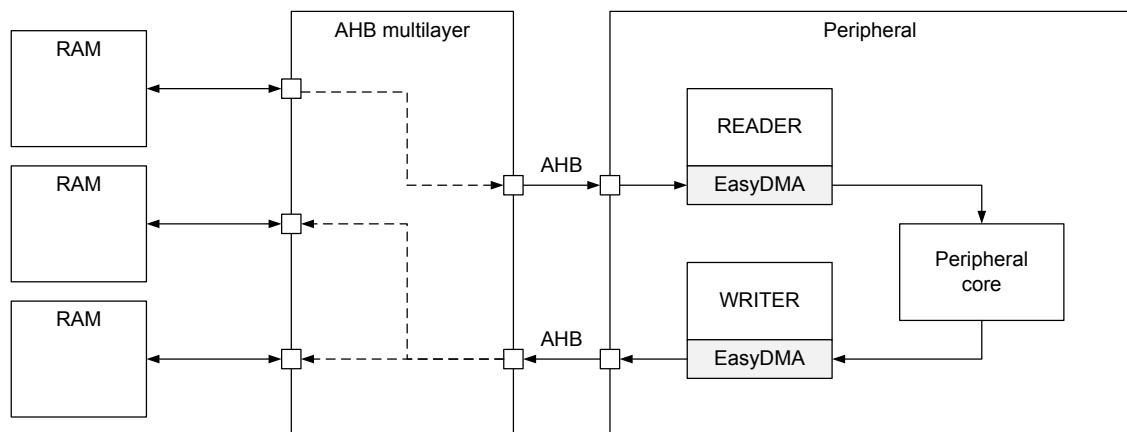 AHB multilayer
Peripheral
RAM
RAM
RAM
AHB
AHB
READER
EasyDMA
WRITER
EasyDMA
Peripheral
core